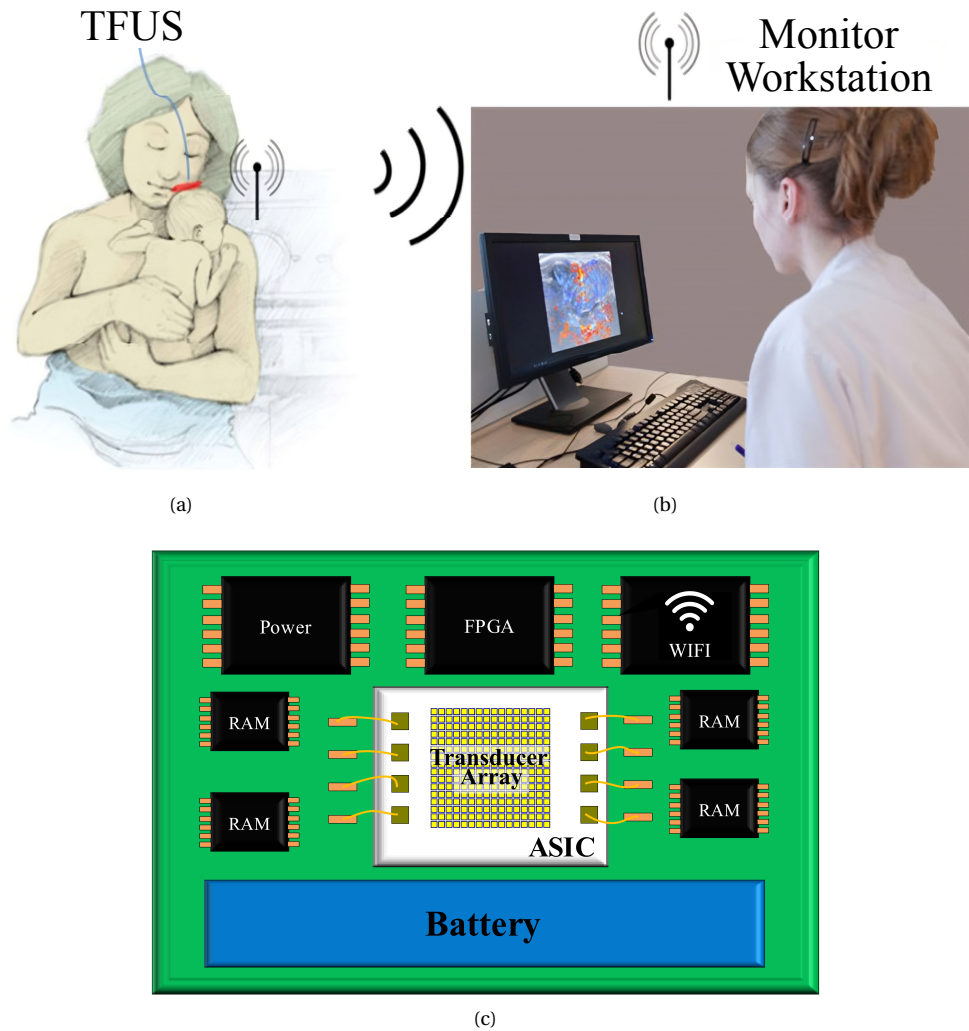 TFUS
Monitor
Workstation
(a)
(b)
Power
FPGA
WIFI
RAM
RAM
Transducer
Array
RAM
RAM
ASIC
Battery
(c)